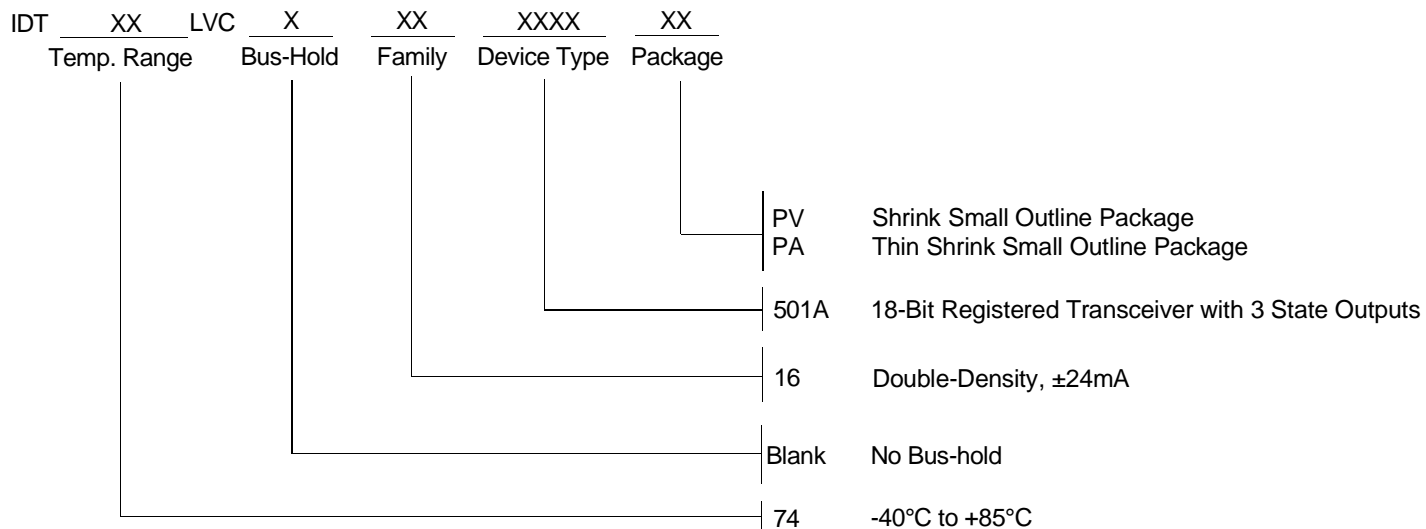 IDT XX LVC X XX XXXX XX
Temp. Range Bus-Hold Family Device Type Package
PV Shrink Small Outline Package
PA Thin Shrink Small Outline Package
501A 18-Bit Registered Transceiver with 3 State Outputs
16 Double-Density, ±24mA
Blank No Bus-hold
74 -40°C to +85°C